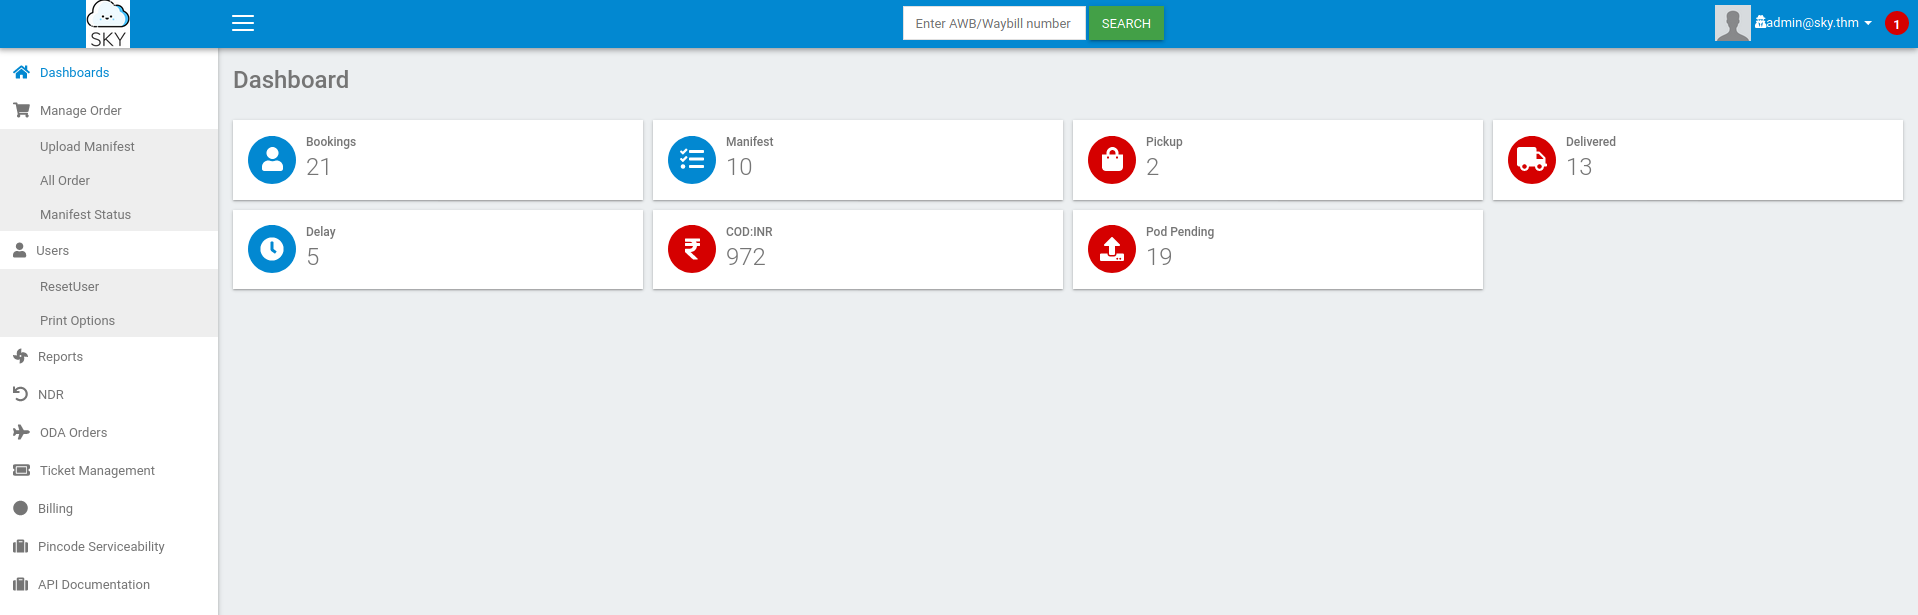 SKY
Enter AWB/Waybill number
SEARCH
admin@sky.thm
1
Dashboards
Manage Order
Upload Manifest
All Order
Manifest Status
Users
ResetUser
Print Options
Reports
NDR
ODA Orders
Ticket Management
Billing
Pincode Serviceability
API Documentation
Dashboard
Bookings
21
Manifest
10
Pickup
2
Delivered
13
Delay
5
COD:INR
972
Pod Pending
19